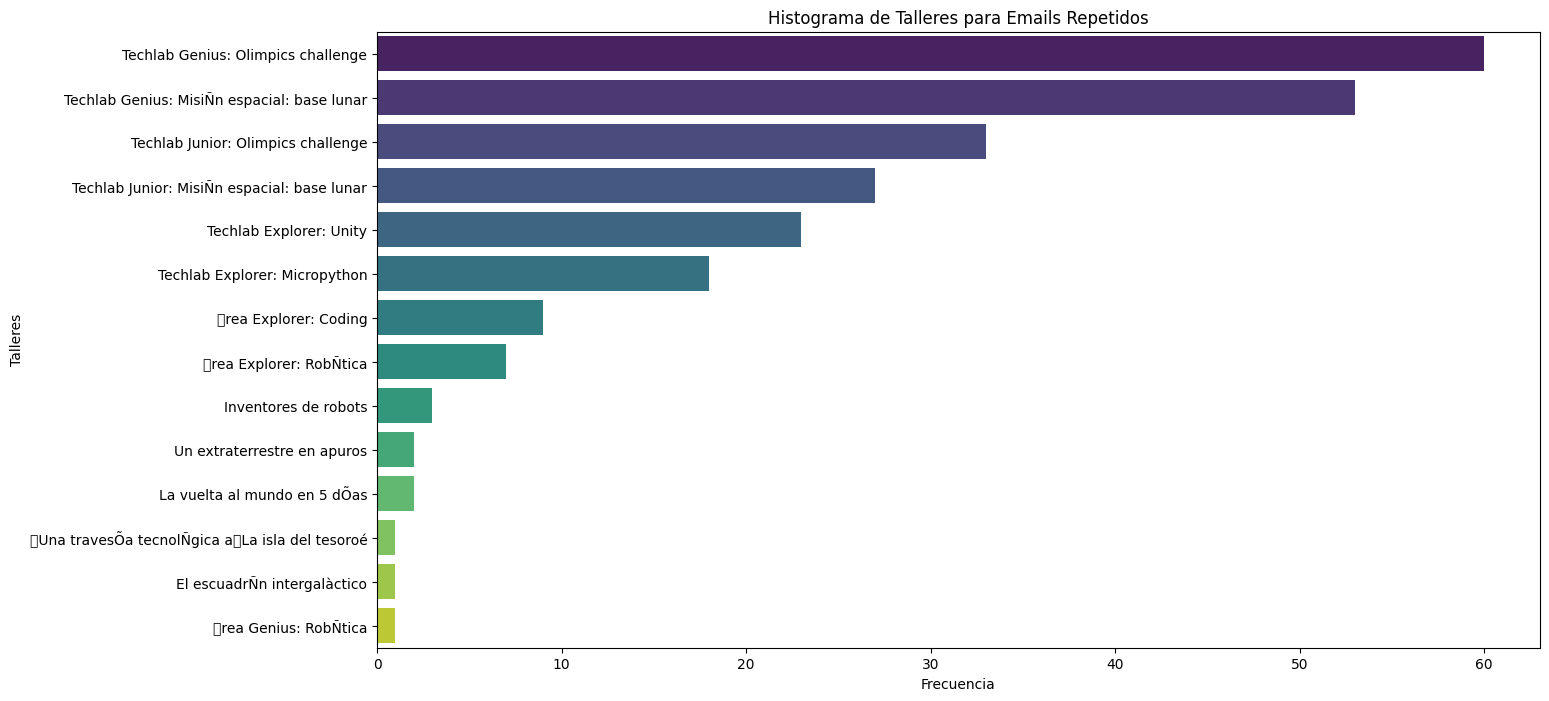 Histograma de Talleres para Emails Repetidos
Talleres
Techlab Genius: Olimpics challenge
Techlab Genius: MisiÑn espacial: base lunar
Techlab Junior: Olimpics challenge
Techlab Junior: MisiÑn espacial: base lunar
Techlab Explorer: Unity
Techlab Explorer: Micropython
▯rea Explorer: Coding
▯rea Explorer: RobÑtica
Inventores de robots
Un extraterrestre en apuros
La vuelta al mundo en 5 dÕas
▯Una travesÕa tecnolÑgica a▯La isla del tesoroé
El escuadrÑn intergalàctico
▯rea Genius: RobÑtica
0 10 20 30 40 50 60
Frecuencia